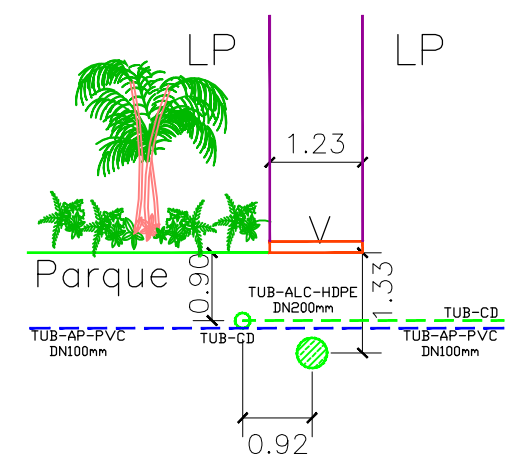 LP
LP
1.23
V
Parque
0.90
1.33
TUB-ALC-HDPE
DN200mm
TUB-CD
TUB-AP-PVC
DN100mm
TUB-CD
TUB-AP-PVC
DN100mm
0.92